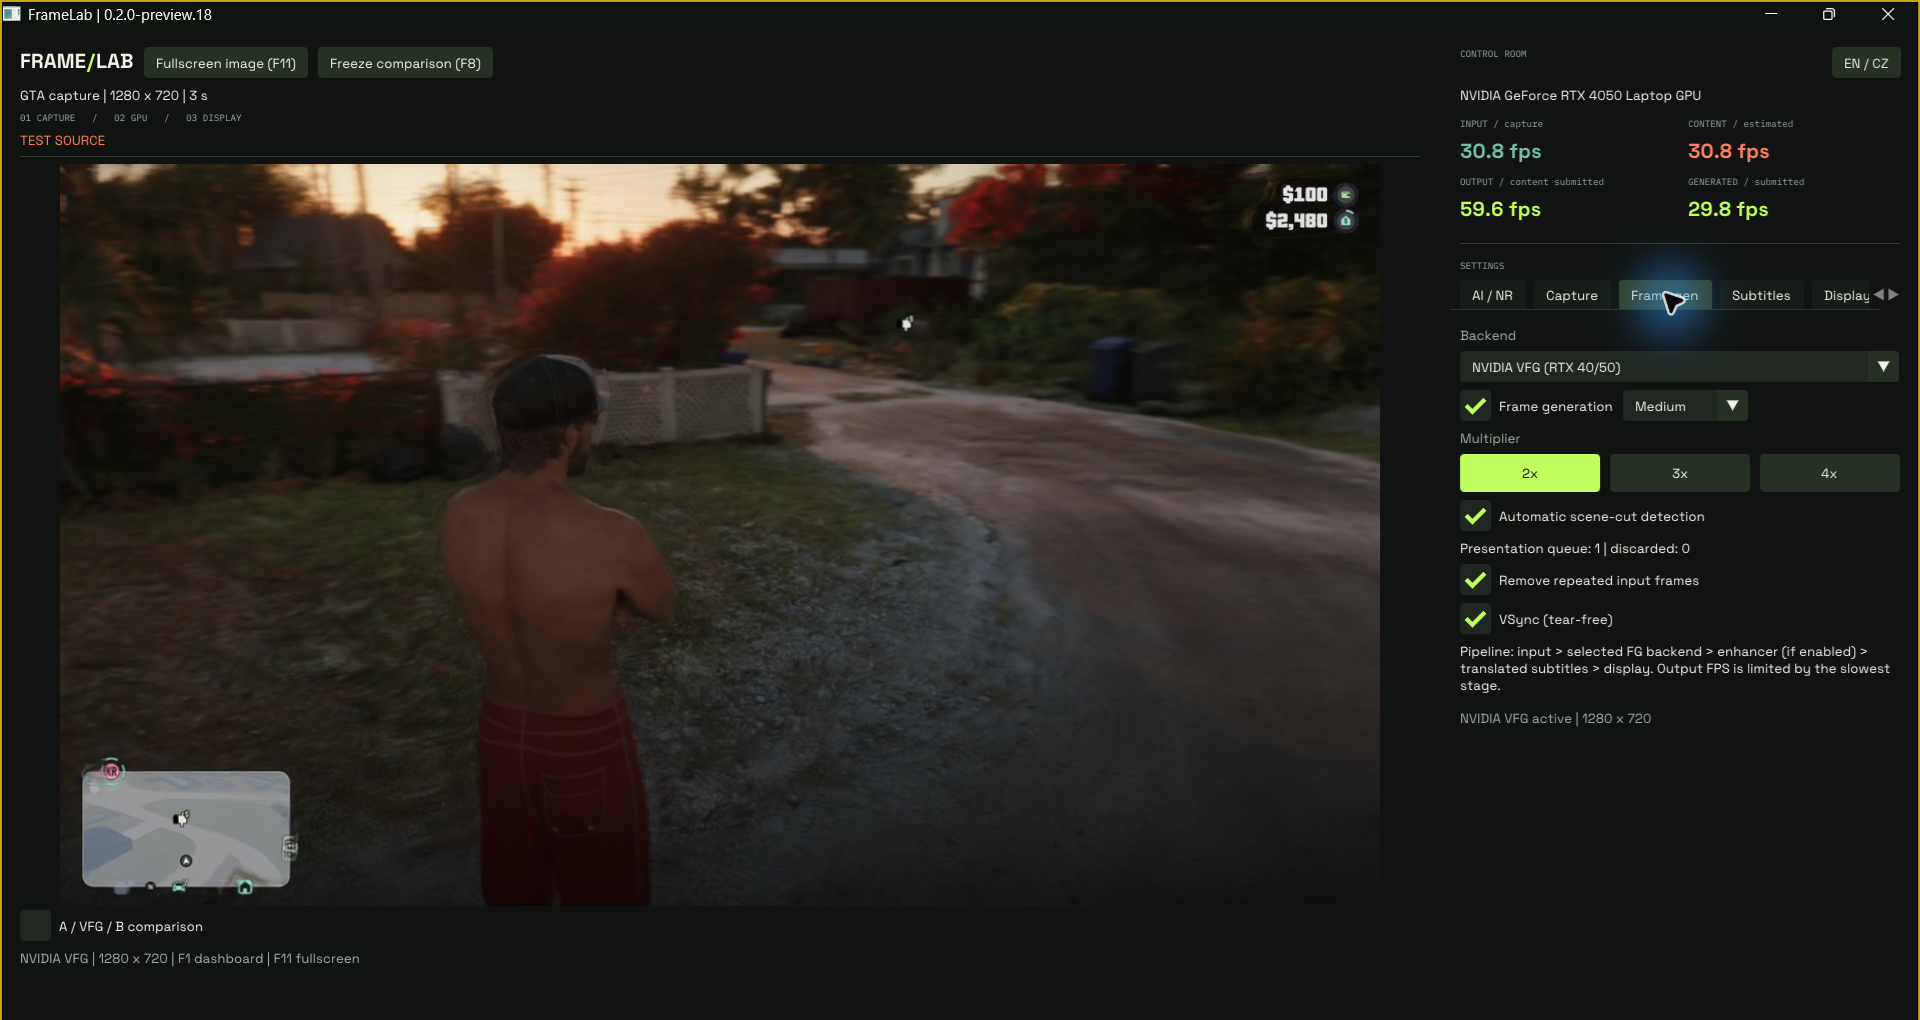 FrameLab | 0.2.0-preview.18
FRAME/LAB
Fullscreen image (F11)
Freeze comparison (F8)
GTA capture | 1280 x 720 | 3 s
01 CAPTURE / 02 GPU / 03 DISPLAY
TEST SOURCE
$100
$2,480
A / VFG / B comparison
NVIDIA VFG | 1280 x 720 | F1 dashboard | F11 fullscreen
CONTROL ROOM
EN / CZ
NVIDIA GeForce RTX 4050 Laptop GPU
INPUT / capture
30.8 fps
CONTENT / estimated
30.8 fps
OUTPUT / content submitted
59.6 fps
GENERATED / submitted
29.8 fps
SETTINGS
AI / NR
Capture
Subtitles
Display
Backend
NVIDIA VFG (RTX 40/50)
Frame generation
Medium
Multiplier
2x
3x
4x
Automatic scene-cut detection
Presentation queue: 1 | discarded: 0
Remove repeated input frames
VSync (tear-free)
Pipeline: input > selected FG backend > enhancer (if enabled) >
translated subtitles > display. Output FPS is limited by the slowest
stage.
NVIDIA VFG active | 1280 x 720